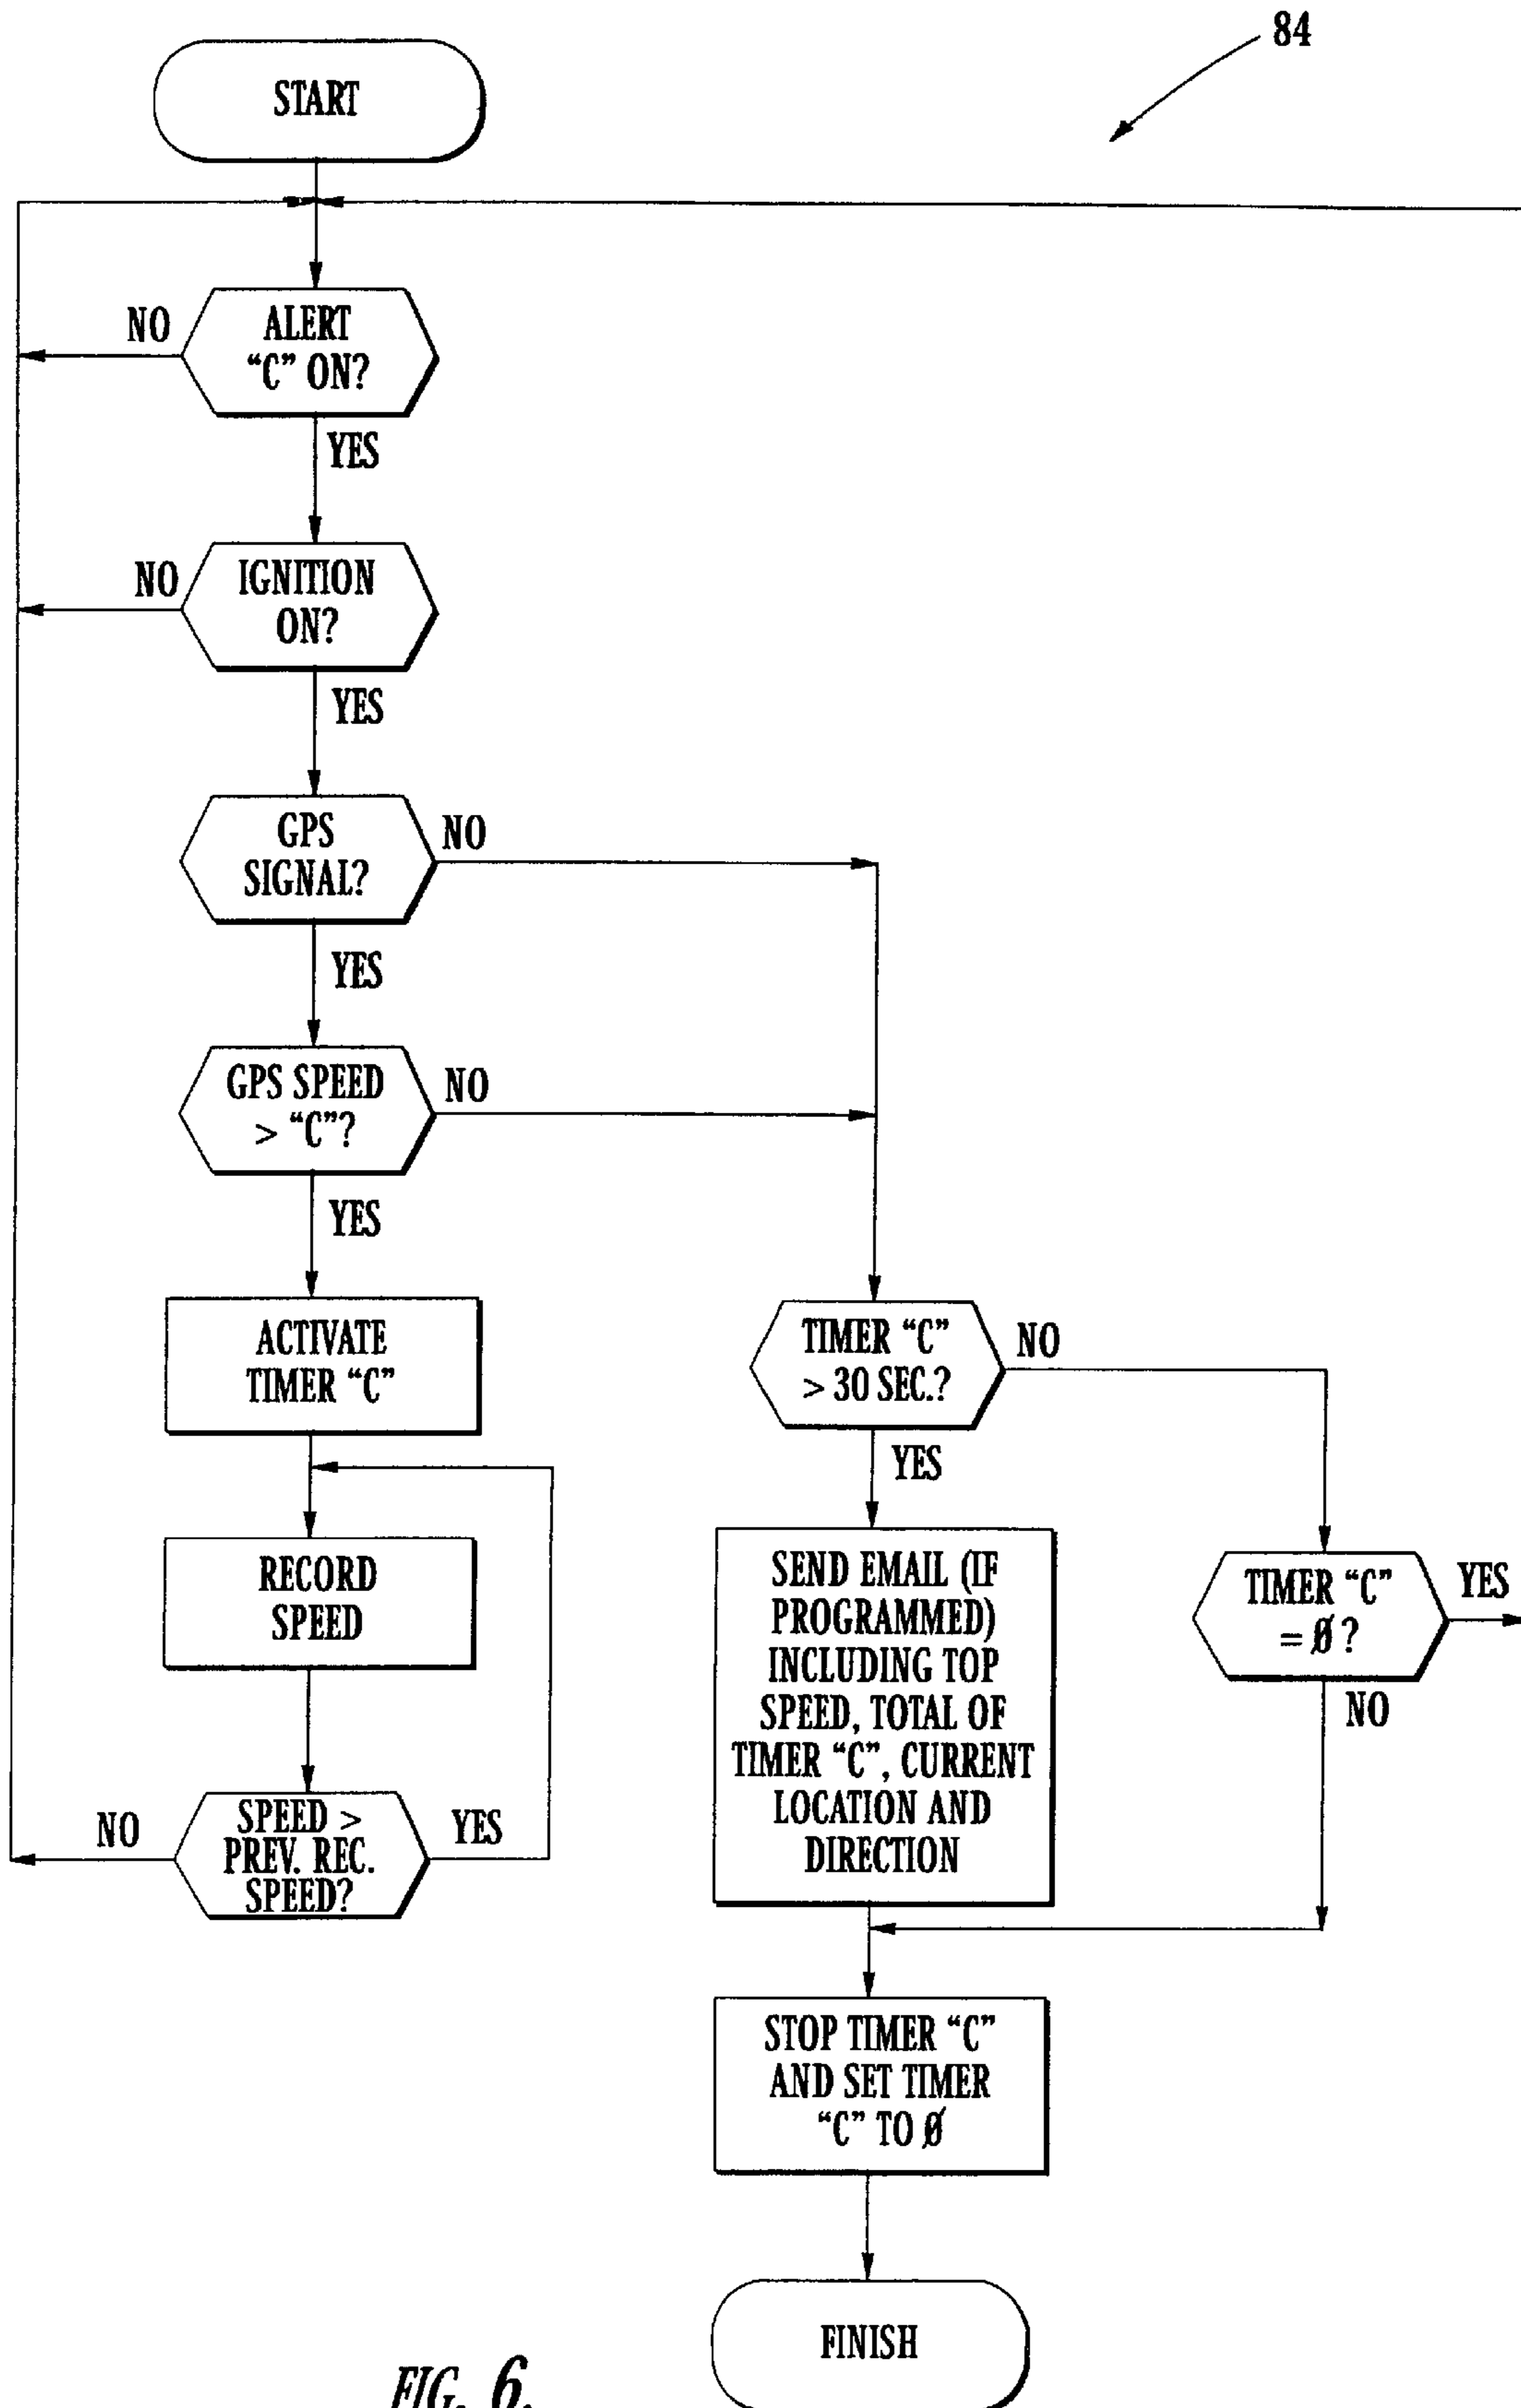 84
START
ALERT
“C” ON?
NO
YES
IGNITION
ON?
NO
YES
GPS
SIGNAL?
NO
YES
GPS SPEED
> “C”?
NO
YES
ACTIVATE
TIMER “C”
TIMER “C”
> 30 SEC.?
NO
YES
RECORD
SPEED
SEND EMAIL (IF
PROGRAMMED)
INCLUDING TOP
SPEED, TOTAL OF
TIMER “C”, CURRENT
LOCATION AND
DIRECTION
TIMER “C”
= Ø ?
YES
NO
SPEED >
PREV. REC.
SPEED?
NO
YES
STOP TIMER “C”
AND SET TIMER
“C” TO Ø
FINISH
FIG. 6.